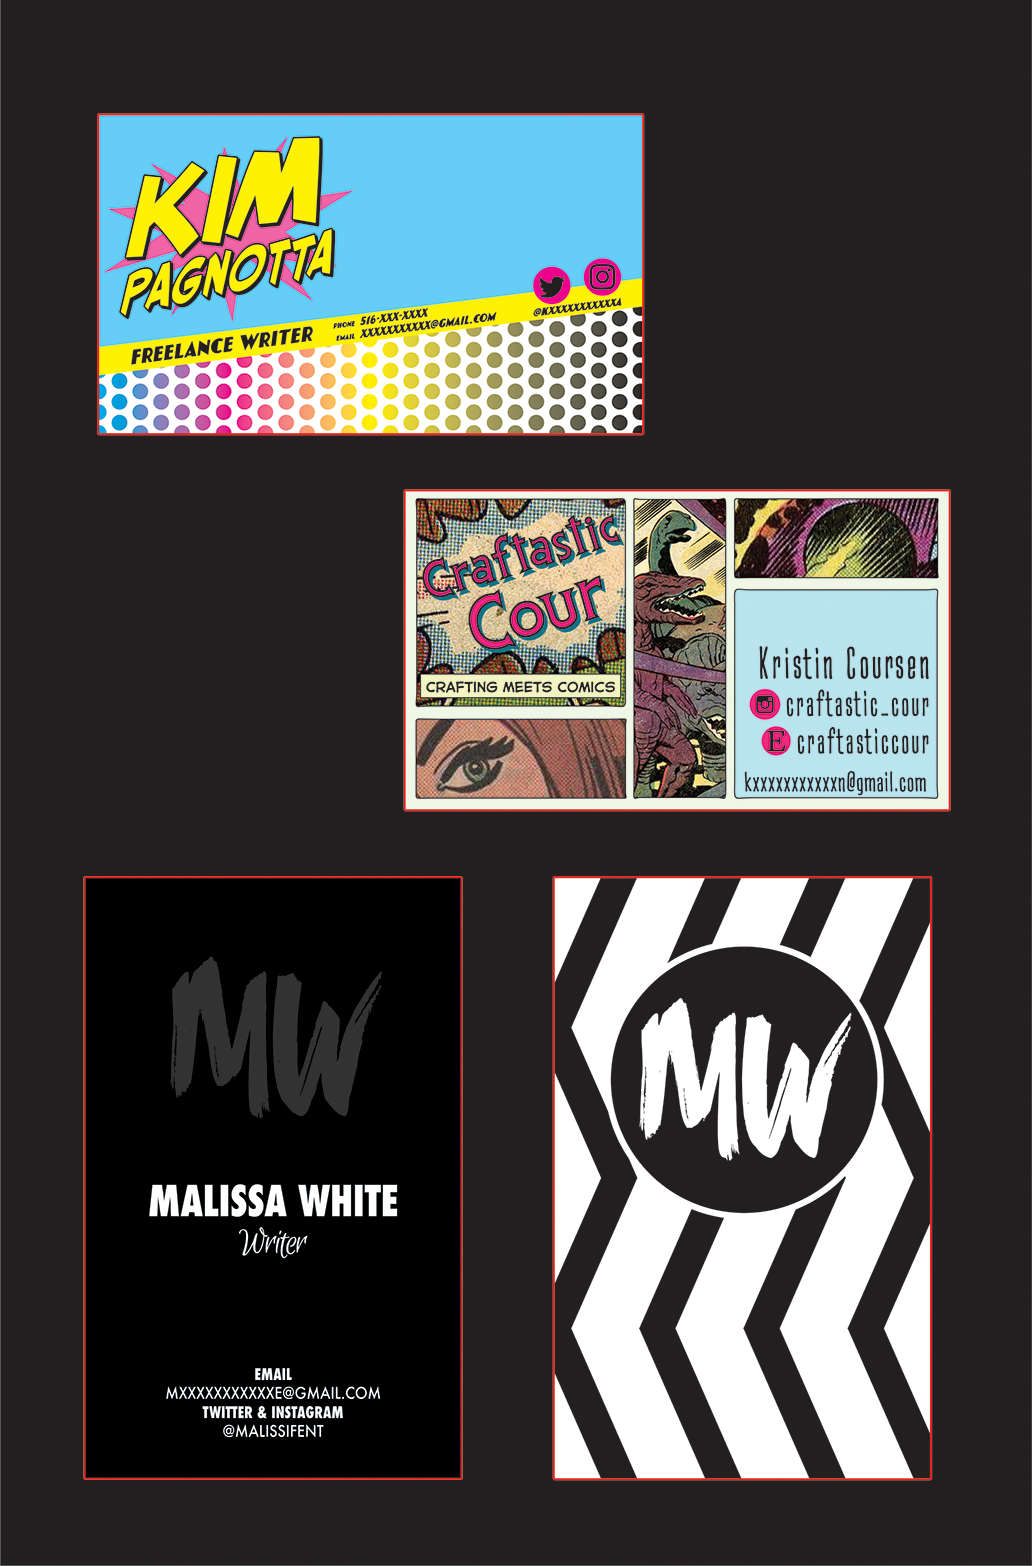 KIM
PAGNOTTA
FREELANCE WRITER
PHONE 516-XXX-XXXX
EMAIL XXXXXXXXXXX@GMAIL.COM
@KXXXXXXXXXXXA
Craftastic
Cour
CRAFTING MEETS COMICS
Kristin Coursen
craftastic_cour
E craftasticcour
kxxxxxxxxxxxn@gmail.com
MW
MALISSA WHITE
Writer
EMAIL
MXXXXXXXXXXXE@GMAIL.COM
TWITTER & INSTAGRAM
@MALISSIFENT
MW